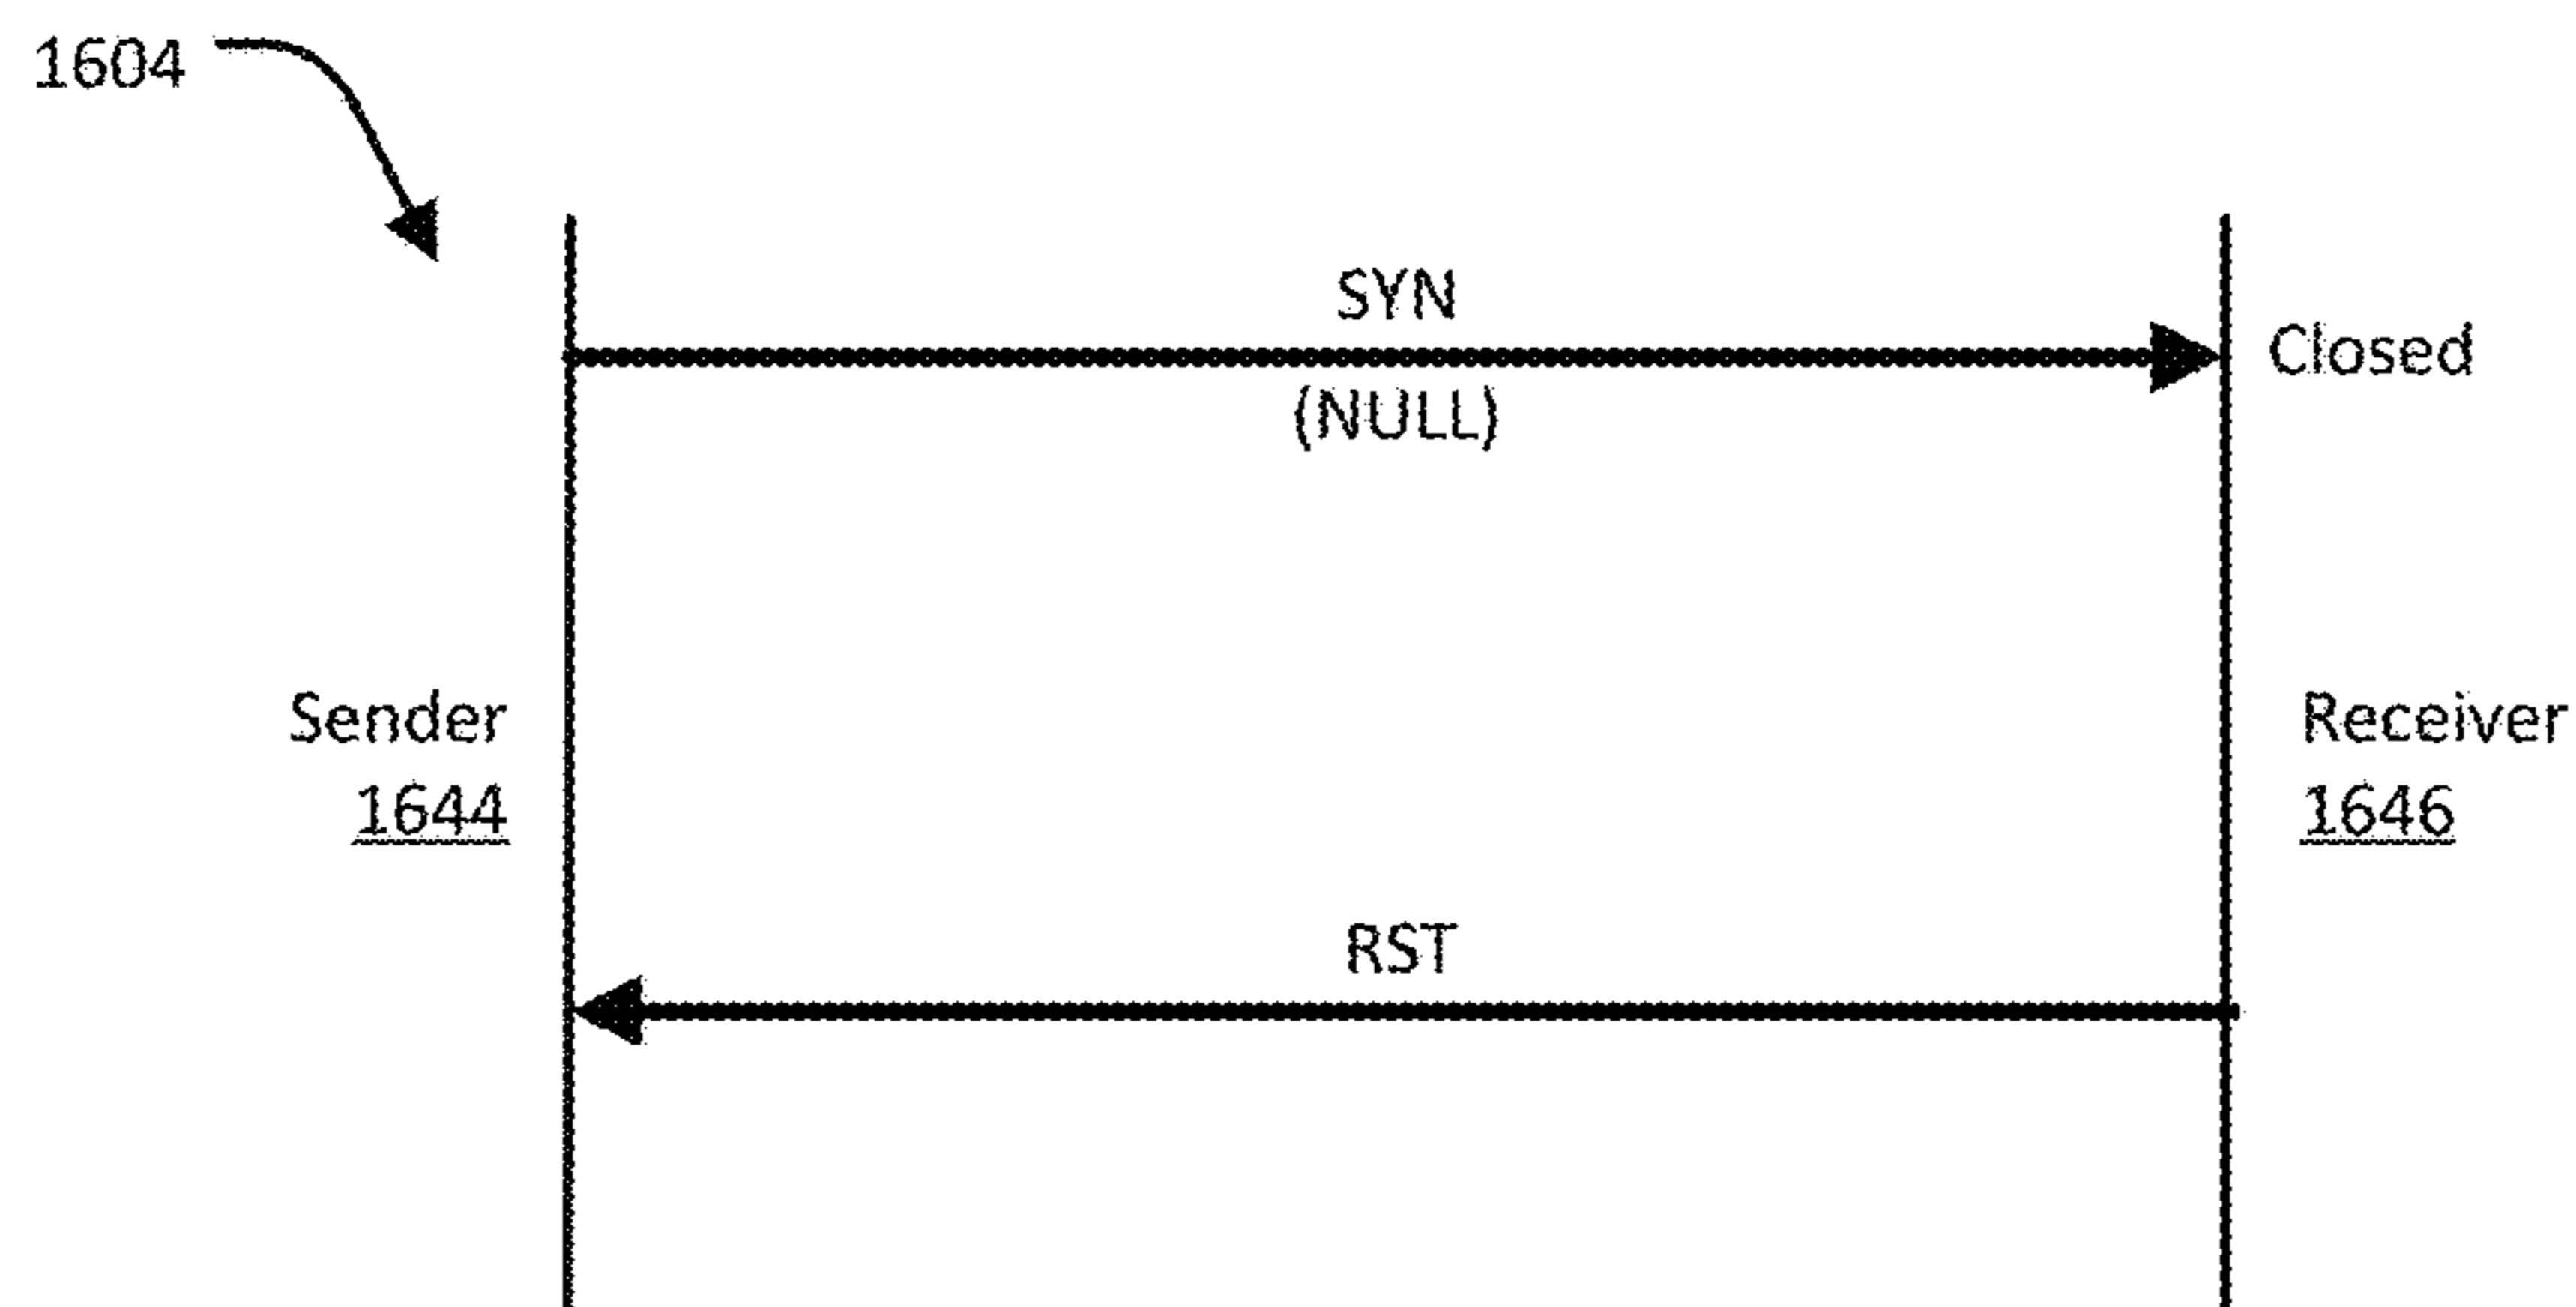 1604
SYN
Closed
(NULL)
Sender
1644
Receiver
1646
RST